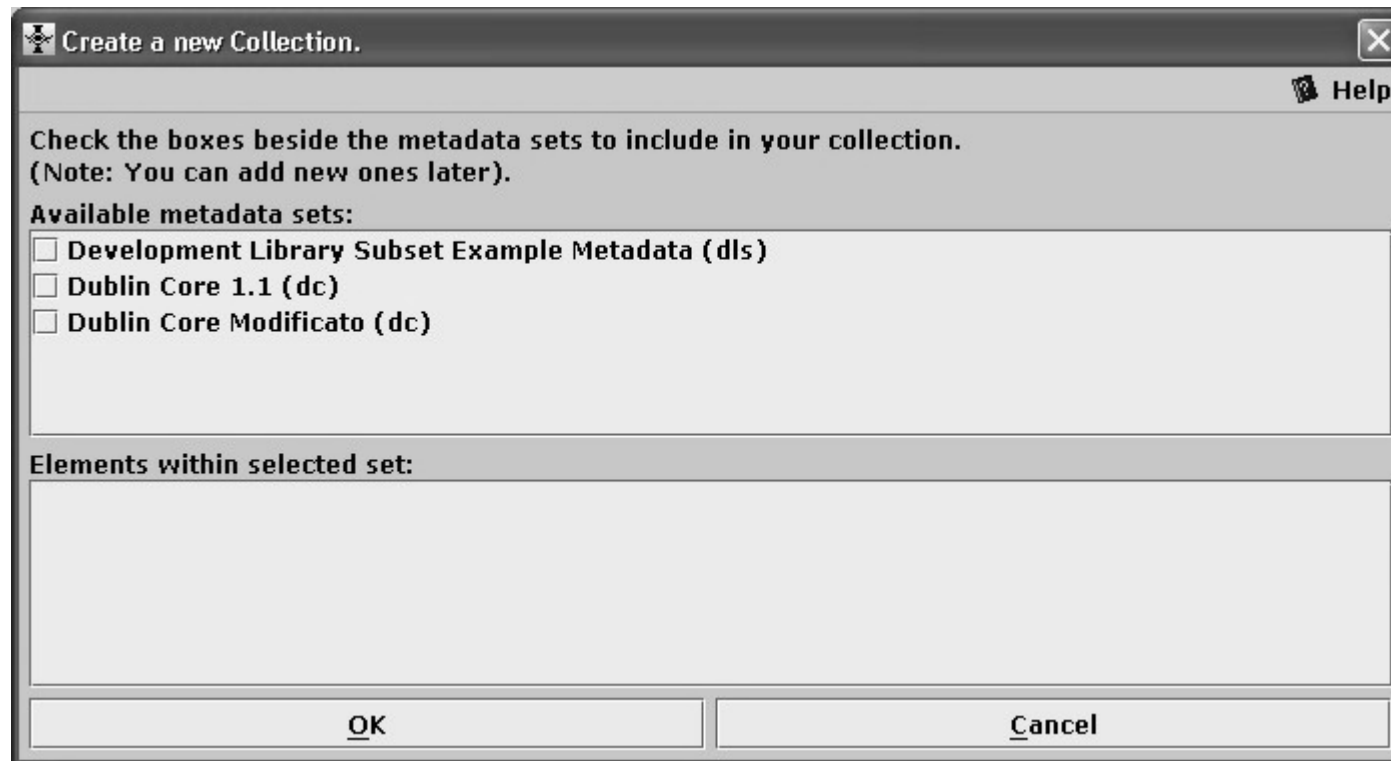 Create a new Collection.
Help
Check the boxes beside the metadata sets to include in your collection.
(Note: You can add new ones later).
Available metadata sets:
Development Library Subset Example Metadata (dls)
Dublin Core 1.1 (dc)
Dublin Core Modificato (dc)
Elements within selected set:
OK
Cancel